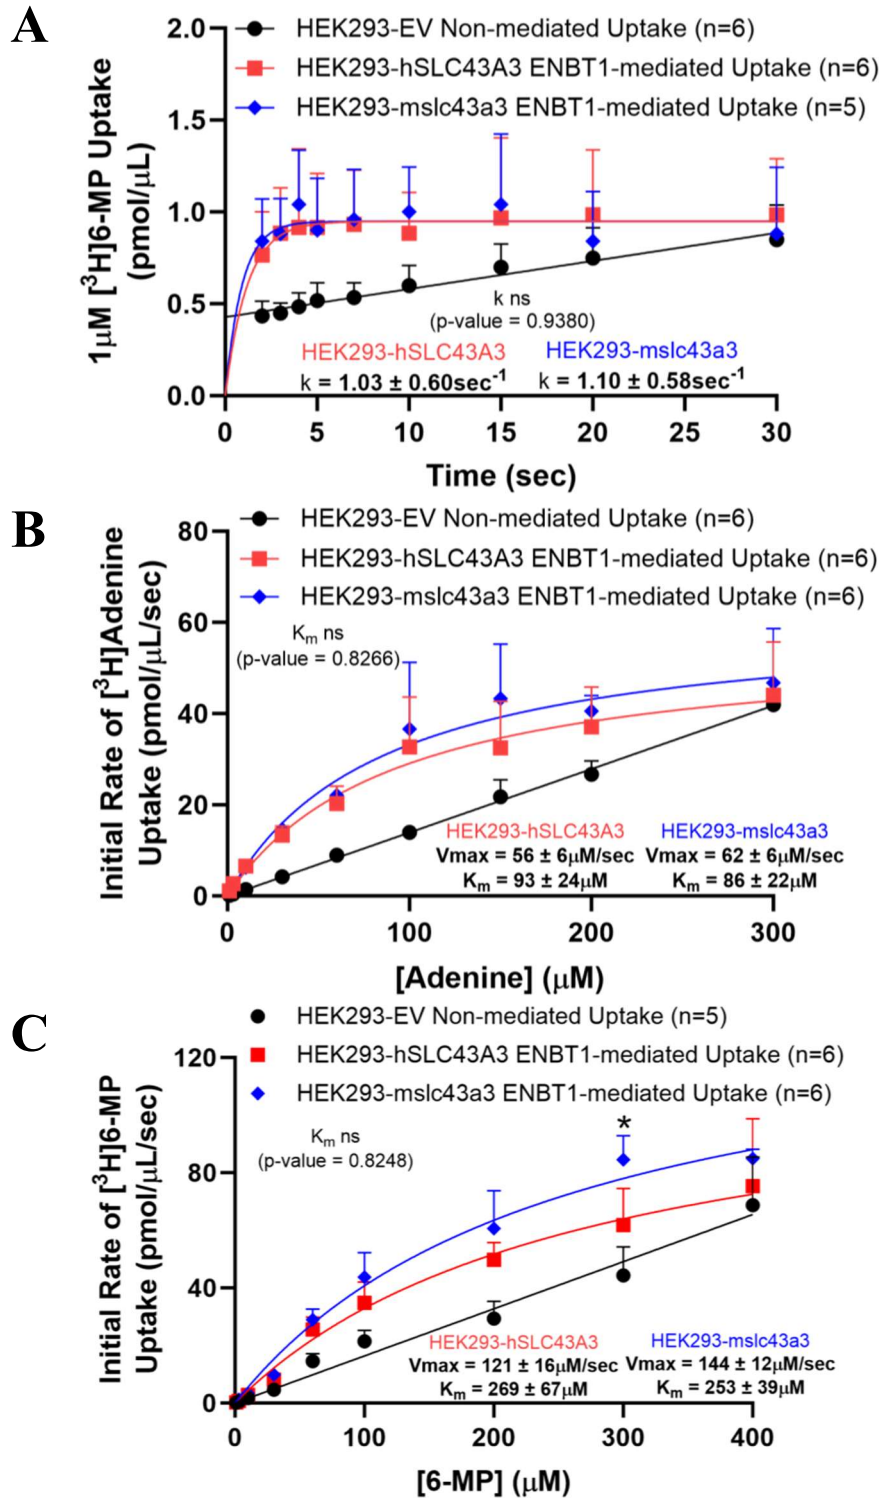 A
HEK293-EV Non-mediated Uptake (n=6)
HEK293-hSLC43A3 ENBT1-mediated Uptake (n=6)
HEK293-mslc43a3 ENBT1-mediated Uptake (n=5)
1μM [³H]6-MP Uptake
(pmol/μL)
2.0
1.5
1.0
0.5
0.0
k ns
(p-value = 0.9380)
HEK293-hSLC43A3
k = 1.03 ± 0.60sec⁻¹
HEK293-mslc43a3
k = 1.10 ± 0.58sec⁻¹
0 5 10 15 20 25 30
Time (sec)
B
HEK293-EV Non-mediated Uptake (n=6)
HEK293-hSLC43A3 ENBT1-mediated Uptake (n=6)
HEK293-mslc43a3 ENBT1-mediated Uptake (n=6)
Initial Rate of [³H]Adenine
Uptake (pmol/μL/sec)
80
60
40
20
0
Kₘ ns
(p-value = 0.8266)
HEK293-hSLC43A3
Vmax = 56 ± 6μM/sec
Kₘ = 93 ± 24μM
HEK293-mslc43a3
Vmax = 62 ± 6μM/sec
Kₘ = 86 ± 22μM
0 100 200 300
[Adenine] (μM)
C
HEK293-EV Non-mediated Uptake (n=5)
HEK293-hSLC43A3 ENBT1-mediated Uptake (n=6)
HEK293-mslc43a3 ENBT1-mediated Uptake (n=6)
Initial Rate of [³H]6-MP
Uptake (pmol/μL/sec)
120
80
40
0
Kₘ ns
(p-value = 0.8248)
*
HEK293-hSLC43A3
Vmax = 121 ± 16μM/sec
Kₘ = 269 ± 67μM
HEK293-mslc43a3
Vmax = 144 ± 12μM/sec
Kₘ = 253 ± 39μM
0 100 200 300 400
[6-MP] (μM)